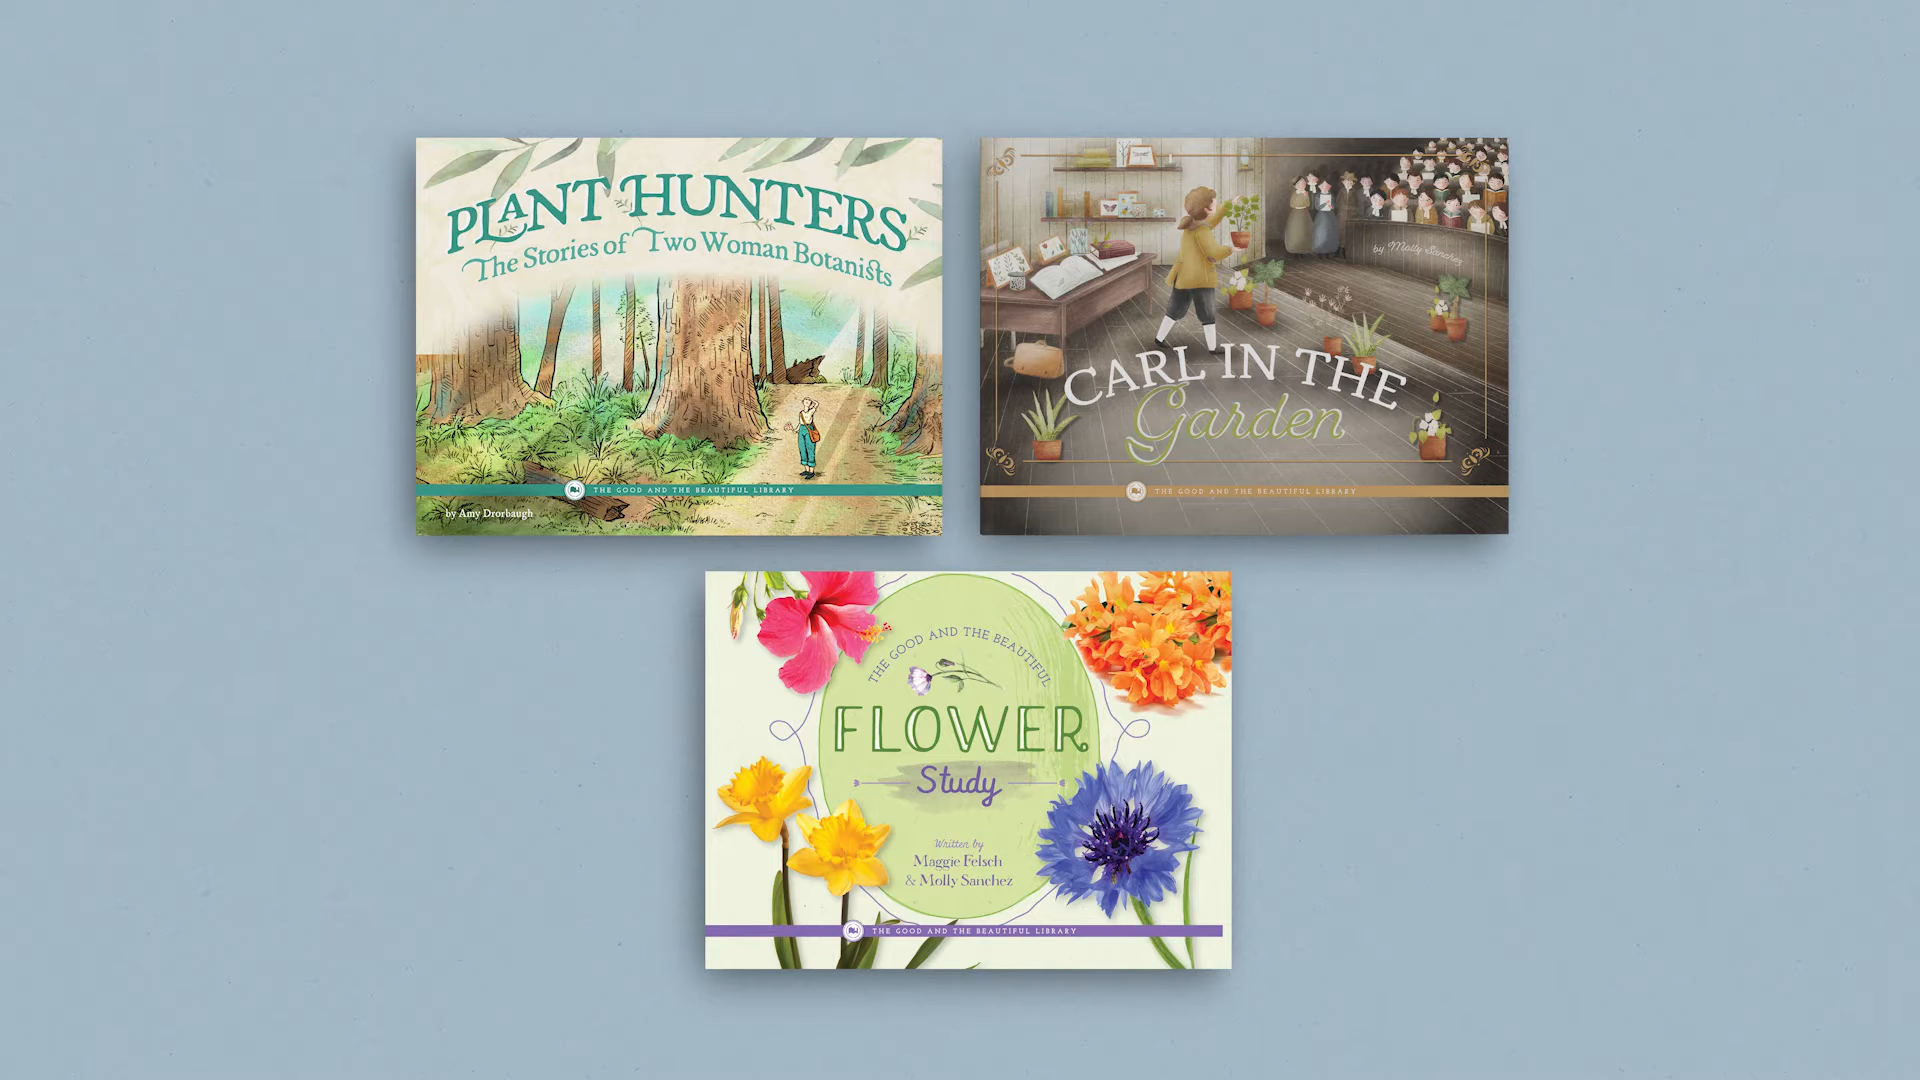 PLANT HUNTERS
The Stories of Two Woman Botanists
THE GOOD AND THE BEAUTIFUL LIBRARY
by Amy Drorbaugh
by Molly Sanchez
CARL IN THE
Garden
THE GOOD AND THE BEAUTIFUL LIBRARY
THE GOOD AND THE BEAUTIFUL
FLOWER
Study
Written by
Maggie Felsch
& Molly Sanchez
THE GOOD AND THE BEAUTIFUL LIBRARY